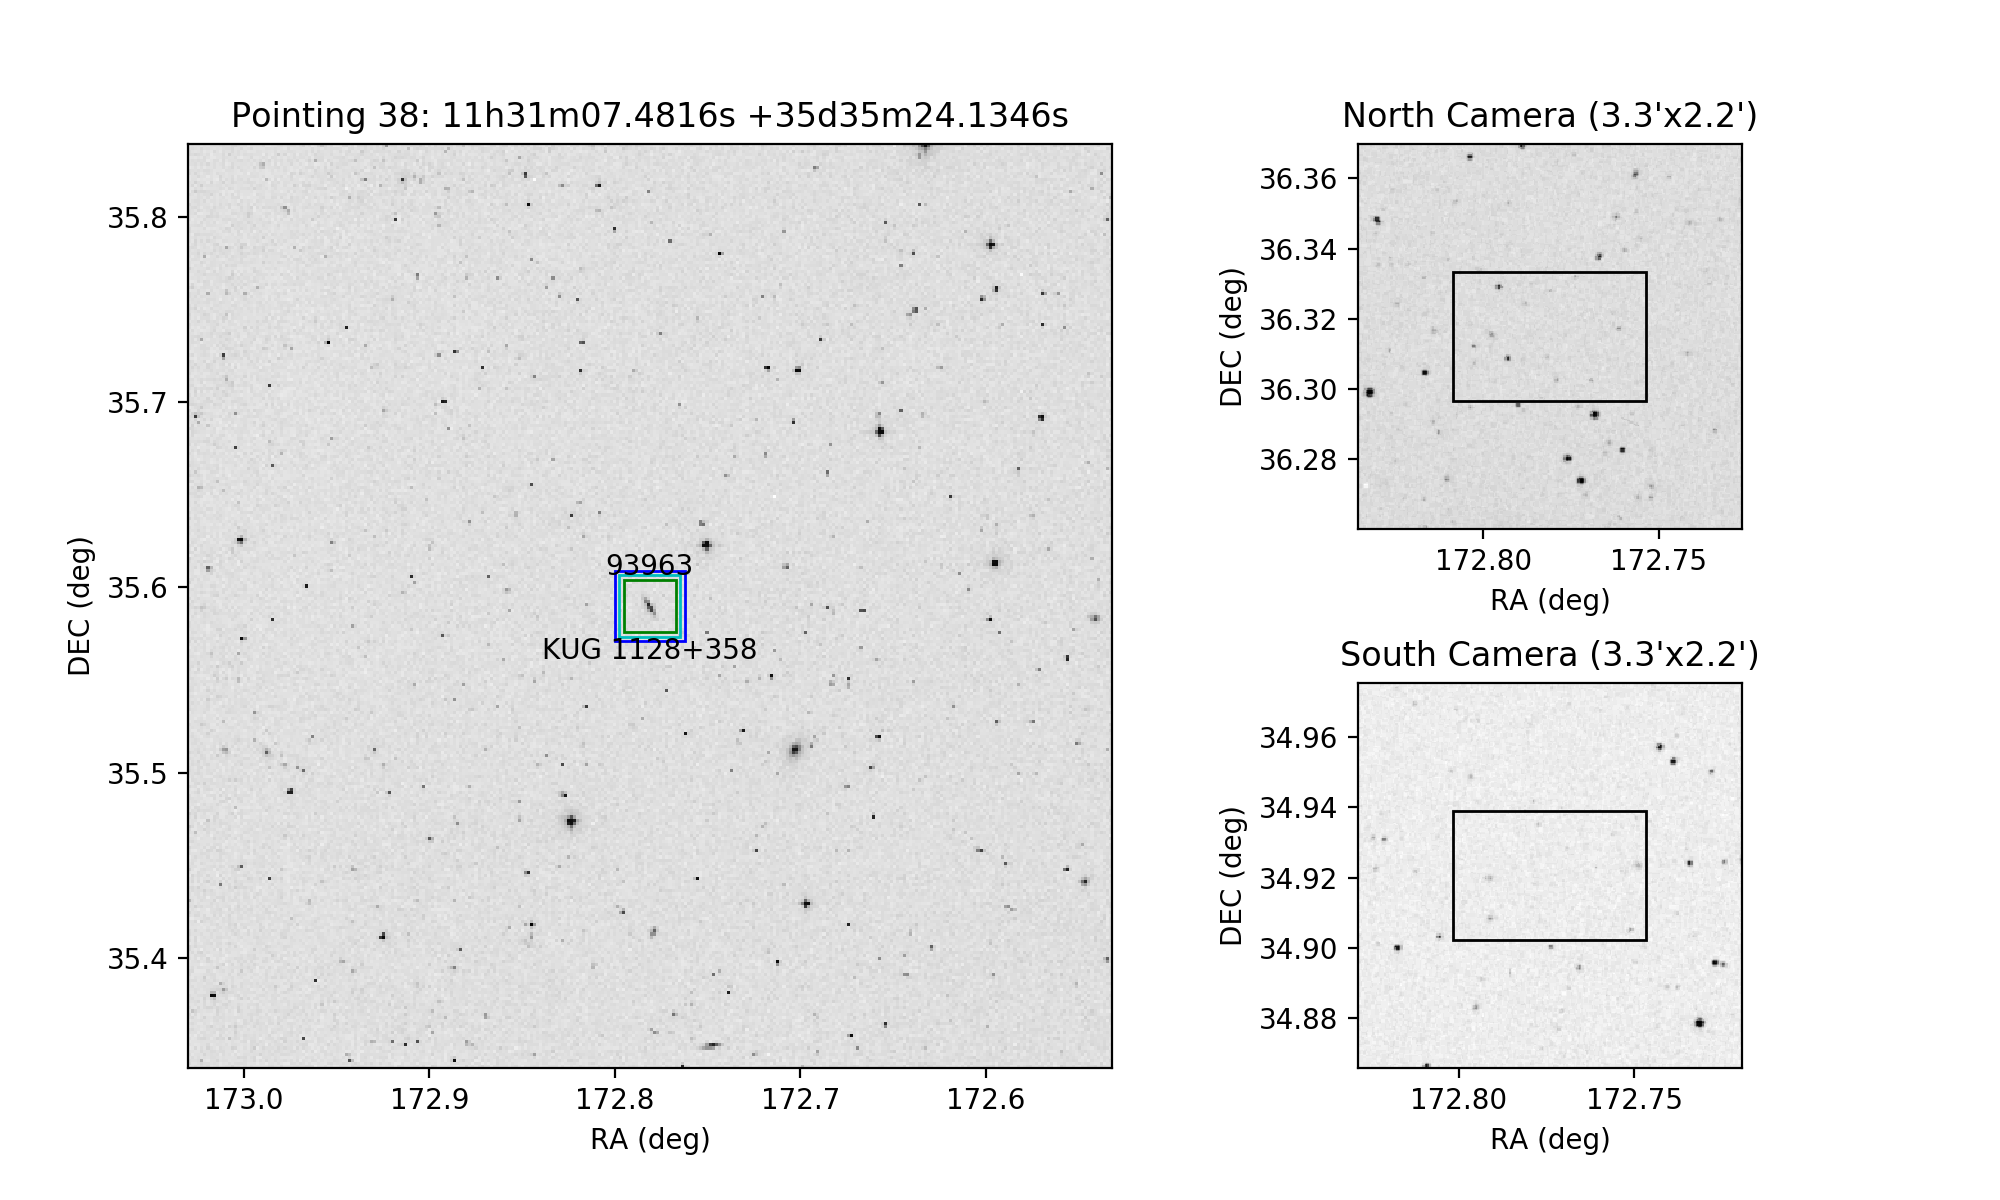 Pointing 38: 11h31m07.4816s +35d35m24.1346s
35.8
35.7
35.6
35.5
35.4
DEC (deg)
93963
KUG 1128+358
173.0 172.9 172.8 172.7 172.6
RA (deg)
North Camera (3.3'x2.2')
36.36
36.34
36.32
36.30
36.28
DEC (deg)
172.80 172.75
RA (deg)
South Camera (3.3'x2.2')
34.96
34.94
34.92
34.90
34.88
DEC (deg)
172.80 172.75
RA (deg)